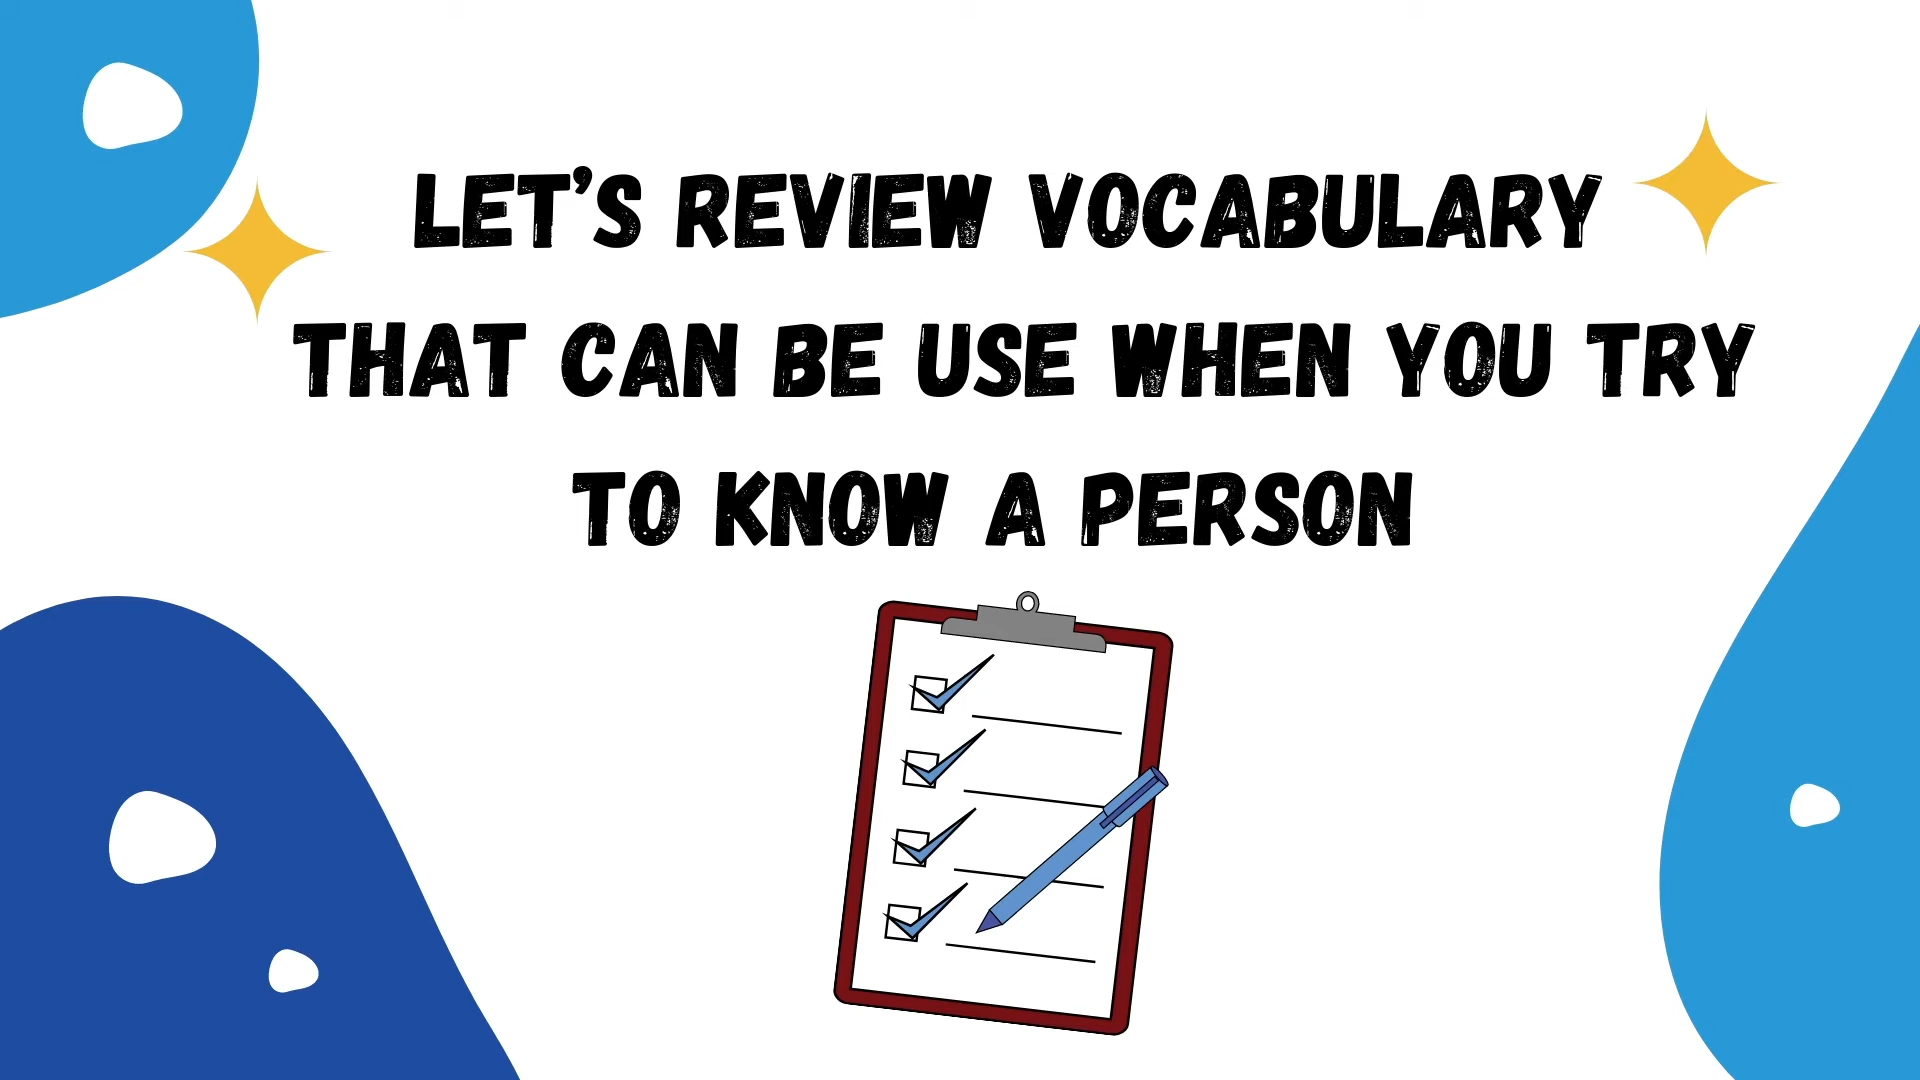 LET'S REVIEW VOCABULARY
THAT CAN BE USE WHEN YOU TRY
TO KNOW A PERSON